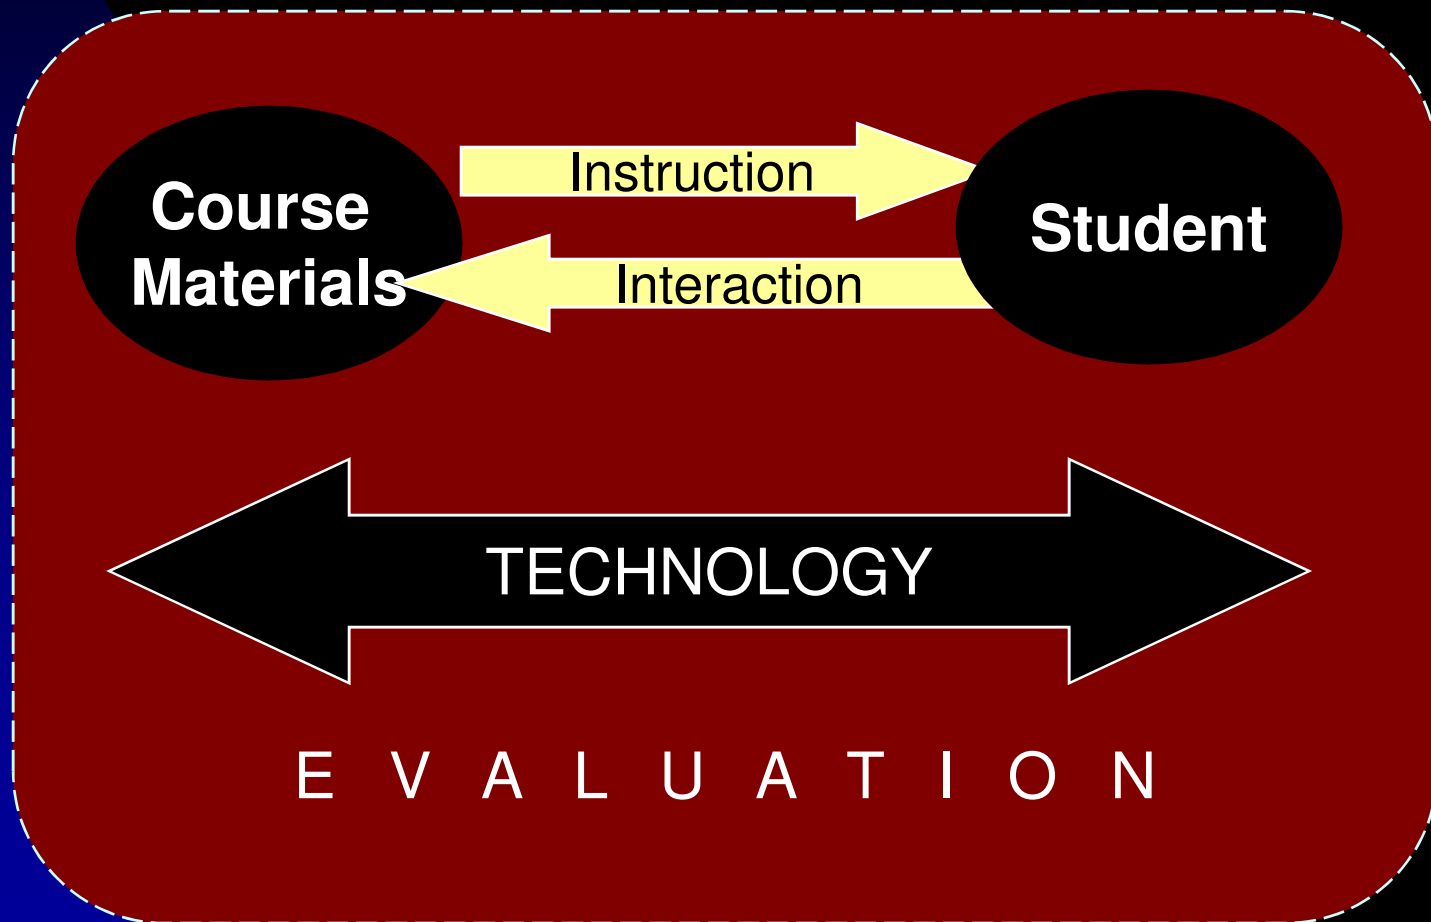 Course
Materials
Instruction
Interaction
Student
TECHNOLOGY
E V A L U A T I O N